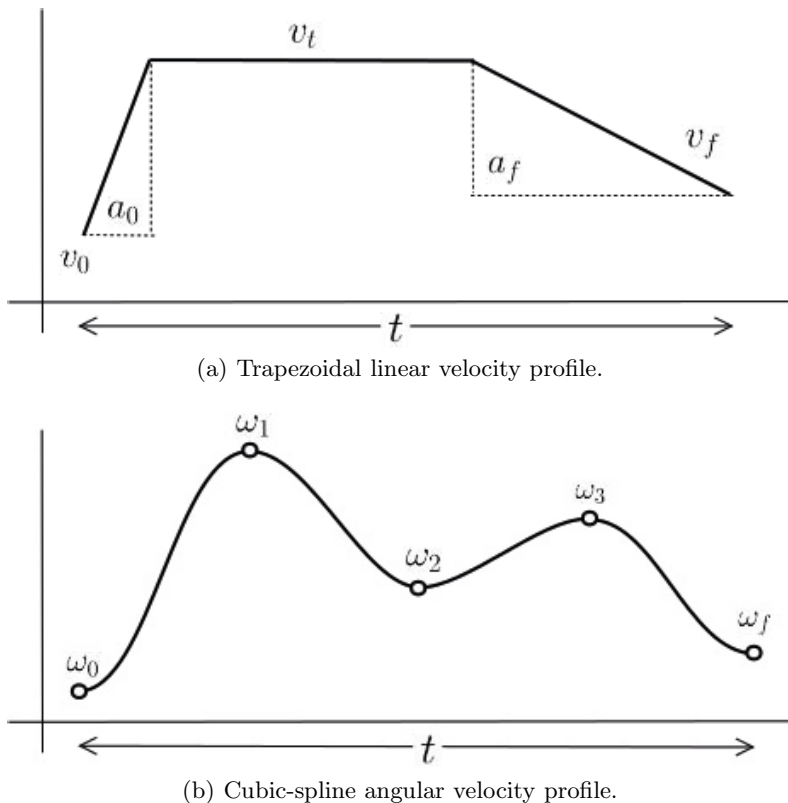 v_t
v_f
a_f
a_0
v_0
t
(a) Trapezoidal linear velocity profile.
ω_1
ω_3
ω_2
ω_f
ω_0
t
(b) Cubic-spline angular velocity profile.